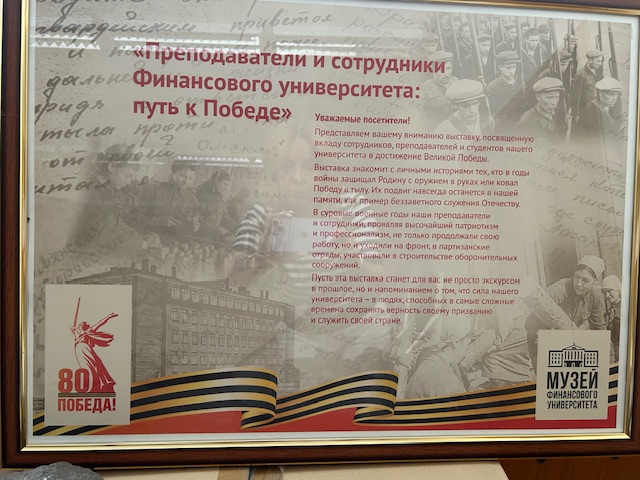 «Преподаватели и сотрудники
Финансового университета:
путь к Победе»
Уважаемые посетители!
Представляем вашему вниманию выставку, посвященную
вкладу сотрудников, преподавателей и студентов нашего
университета в достижение Великой Победы.
Выставка знакомит с личными историями тех, кто в годы
войны защищал Родину с оружием в руках или ковал
Победу в тылу. Их подвиг навсегда останется в нашей
памяти, как пример беззаветного служения Отечеству.
В суровые военные годы наши преподаватели
и сотрудники, проявляя высочайший патриотизм
и профессионализм, не только продолжали свою
работу, но и уходили на фронт, в партизанские
отряды, участвовали в строительстве оборонительных
сооружений.
Пусть эта выставка станет для вас не просто экскурсом
в прошлое, но и напоминанием о том, что сила нашего
университета – в людях, способных в самые сложные
времена сохранять верность своему призванию
и служить своей стране.
80
ПОБЕДА!
МУЗЕЙ
ФИНАНСОВОГО
УНИВЕРСИТЕТА